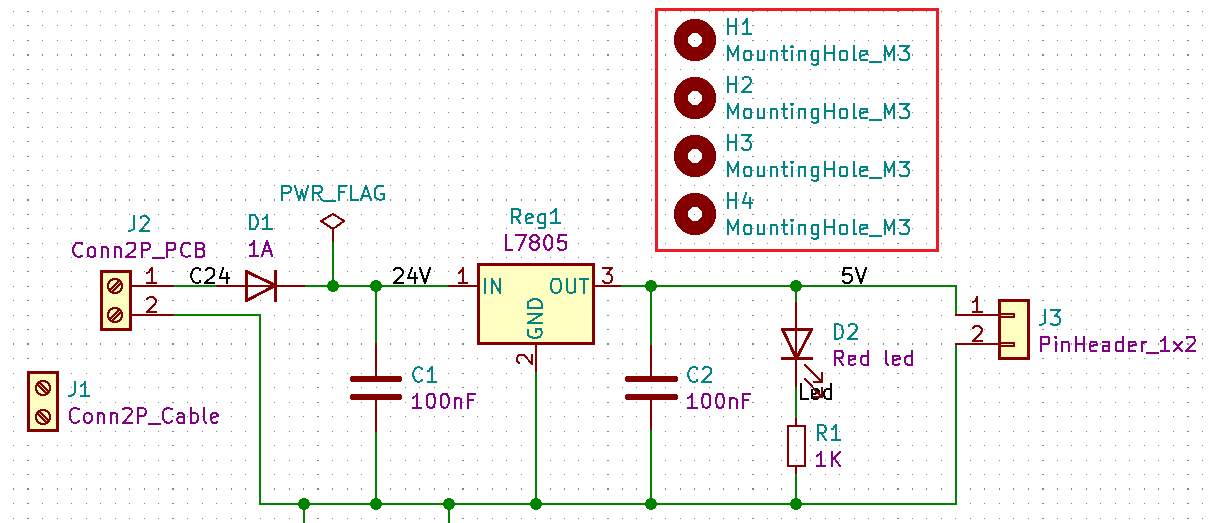 H1
MountingHole_M3
H2
MountingHole_M3
H3
MountingHole_M3
H4
MountingHole_M3
PWR_FLAG
J2
Conn2P_PCB
D1
1A
Reg1
L7805
1
2
C24
24V
1
IN
OUT
3
GND
2
5V
1
2
J3
PinHeader_1x2
D2
Red led
Led
J1
Conn2P_Cable
C1
100nF
C2
100nF
R1
1K